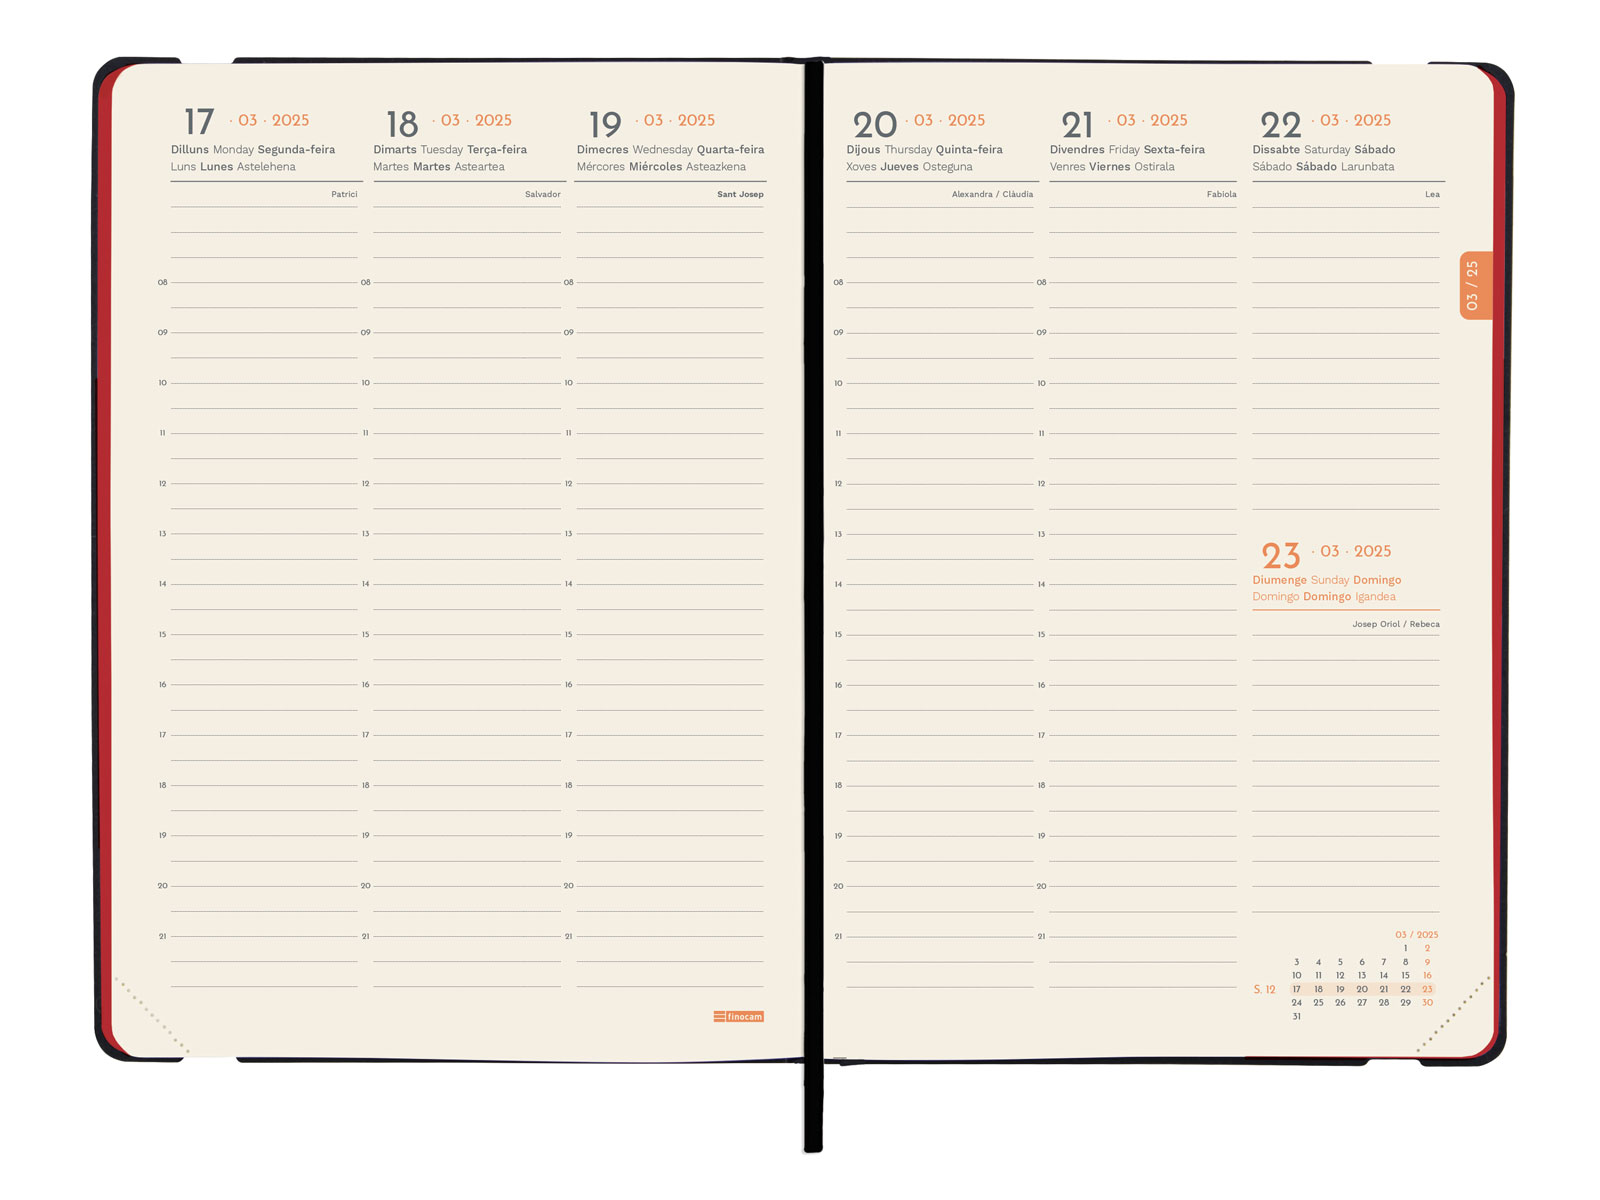 17 · 03 · 2025
Dilluns Monday Segunda-feira
Luns Lunes Astelehena
Patrici
08
09
10
11
12
13
14
15
16
17
18
19
20
21
18 · 03 · 2025
Dimarts Tuesday Terça-feira
Martes Martes Asteartea
Salvador
08
09
10
11
12
13
14
15
16
17
18
19
20
21
19 · 03 · 2025
Dimecres Wednesday Quarta-feira
Mércores Miércoles Asteazkena
Sant Josep
08
09
10
11
12
13
14
15
16
17
18
19
20
21
finocam
20 · 03 · 2025
Dijous Thursday Quinta-feira
Xoves Jueves Osteguna
Alexandra / Clàudia
08
09
10
11
12
13
14
15
16
17
18
19
20
21
21 · 03 · 2025
Divendres Friday Sexta-feira
Venres Viernes Ostirala
Fabiola
08
09
10
11
12
13
14
15
16
17
18
19
20
21
22 · 03 · 2025
Dissabte Saturday Sábado
Sábado Sábado Larunbata
Lea
03 / 25
23 · 03 · 2025
Diumenge Sunday Domingo
Domingo Domingo Igandea
Josep Oriol / Rebeca
03 / 2025
1 2
3 4 5 6 7 8 9
10 11 12 13 14 15 16
S. 12 17 18 19 20 21 22 23
24 25 26 27 28 29 30
31